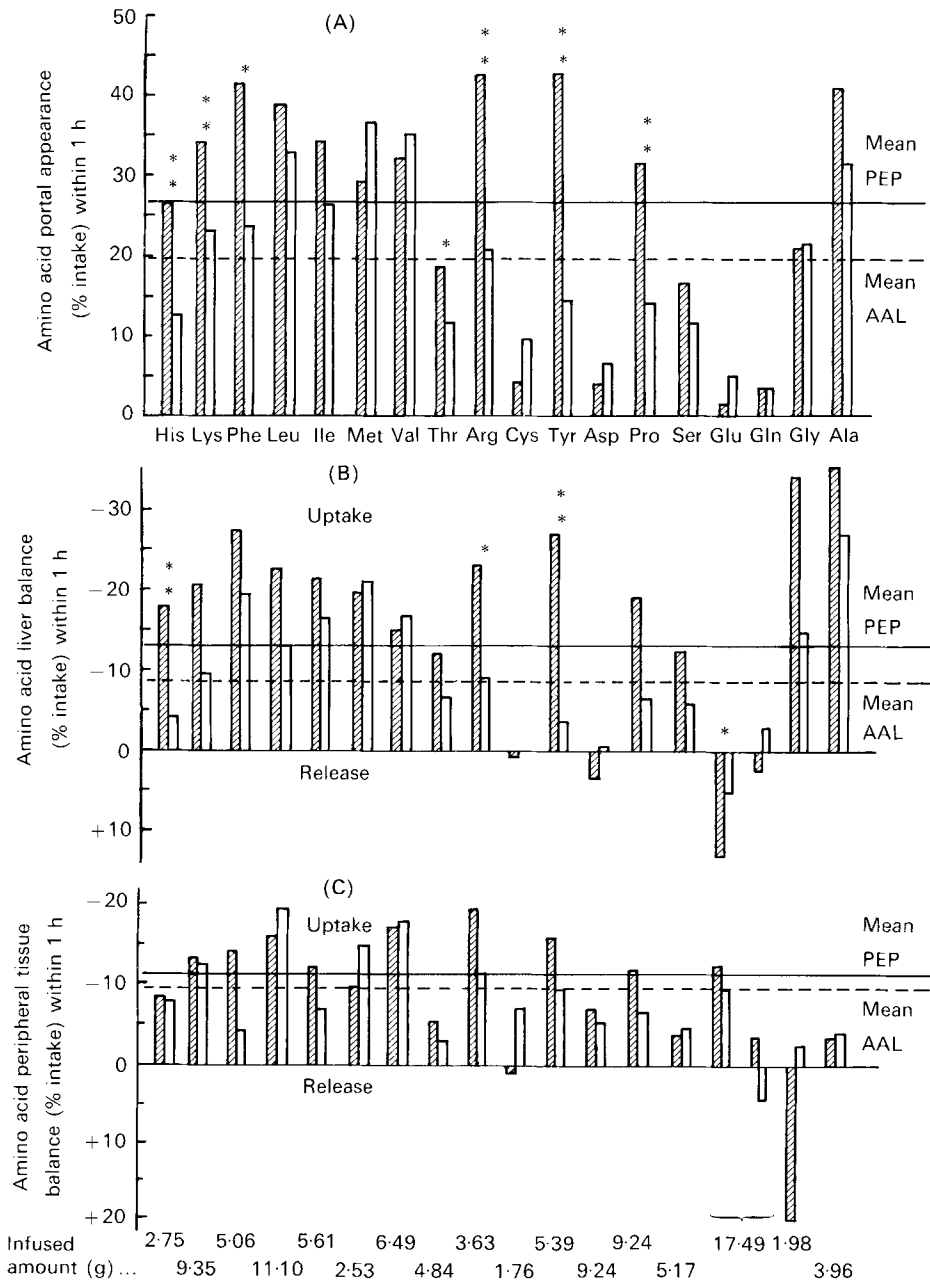 (A)
50
40
30
20
10
0
Amino acid portal appearance
(% intake) within 1 h
* *
* *
*
*
* *
* *
* *
Mean
PEP
Mean
AAL
His Lys Phe Leu Ile Met Val Thr Arg Cys Tyr Asp Pro Ser Glu Gln Gly Ala
(B)
−30
−20
−10
0
+10
Amino acid liver balance
(% intake) within 1 h
Uptake
Release
* *
*
* *
*
Mean
PEP
Mean
AAL
(C)
−20
−10
0
+10
+20
Amino acid peripheral tissue
balance (% intake) within 1 h
Uptake
Release
Mean
PEP
Mean
AAL
Infused 2·75 5·06 5·61 6·49 3·63 5·39 9·24 17·49 1·98
amount (g) ... 9·35 11·10 2·53 4·84 1·76 9·24 5·17 3·96